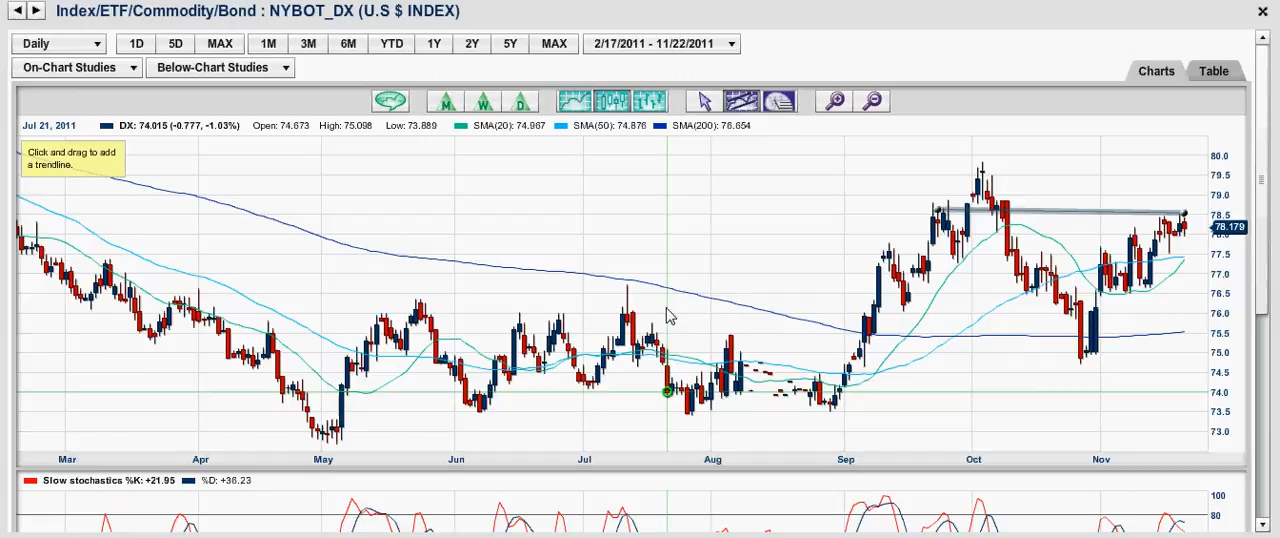 Index/ETF/Commodity/Bond : NYBOT_DX (U.S $ INDEX)
Daily 1D 5D MAX 1M 3M 6M YTD 1Y 2Y 5Y MAX 2/17/2011 - 11/22/2011
On-Chart Studies Below-Chart Studies
Charts Table
M W D
Jul 21, 2011 DX: 74.015 (-0.777, -1.03%) Open: 74.673 High: 75.098 Low: 73.889 SMA(20): 74.967 SMA(50): 74.876 SMA(200): 76.654
Click and drag to add
a trendline.
80.0
79.5
79.0
78.5
78.179
78.0
77.5
77.0
76.5
76.0
75.5
75.0
74.5
74.0
73.5
73.0
Mar Apr May Jun Jul Aug Sep Oct Nov
Slow stochastics %K: +21.95 %D: +36.23
100
80